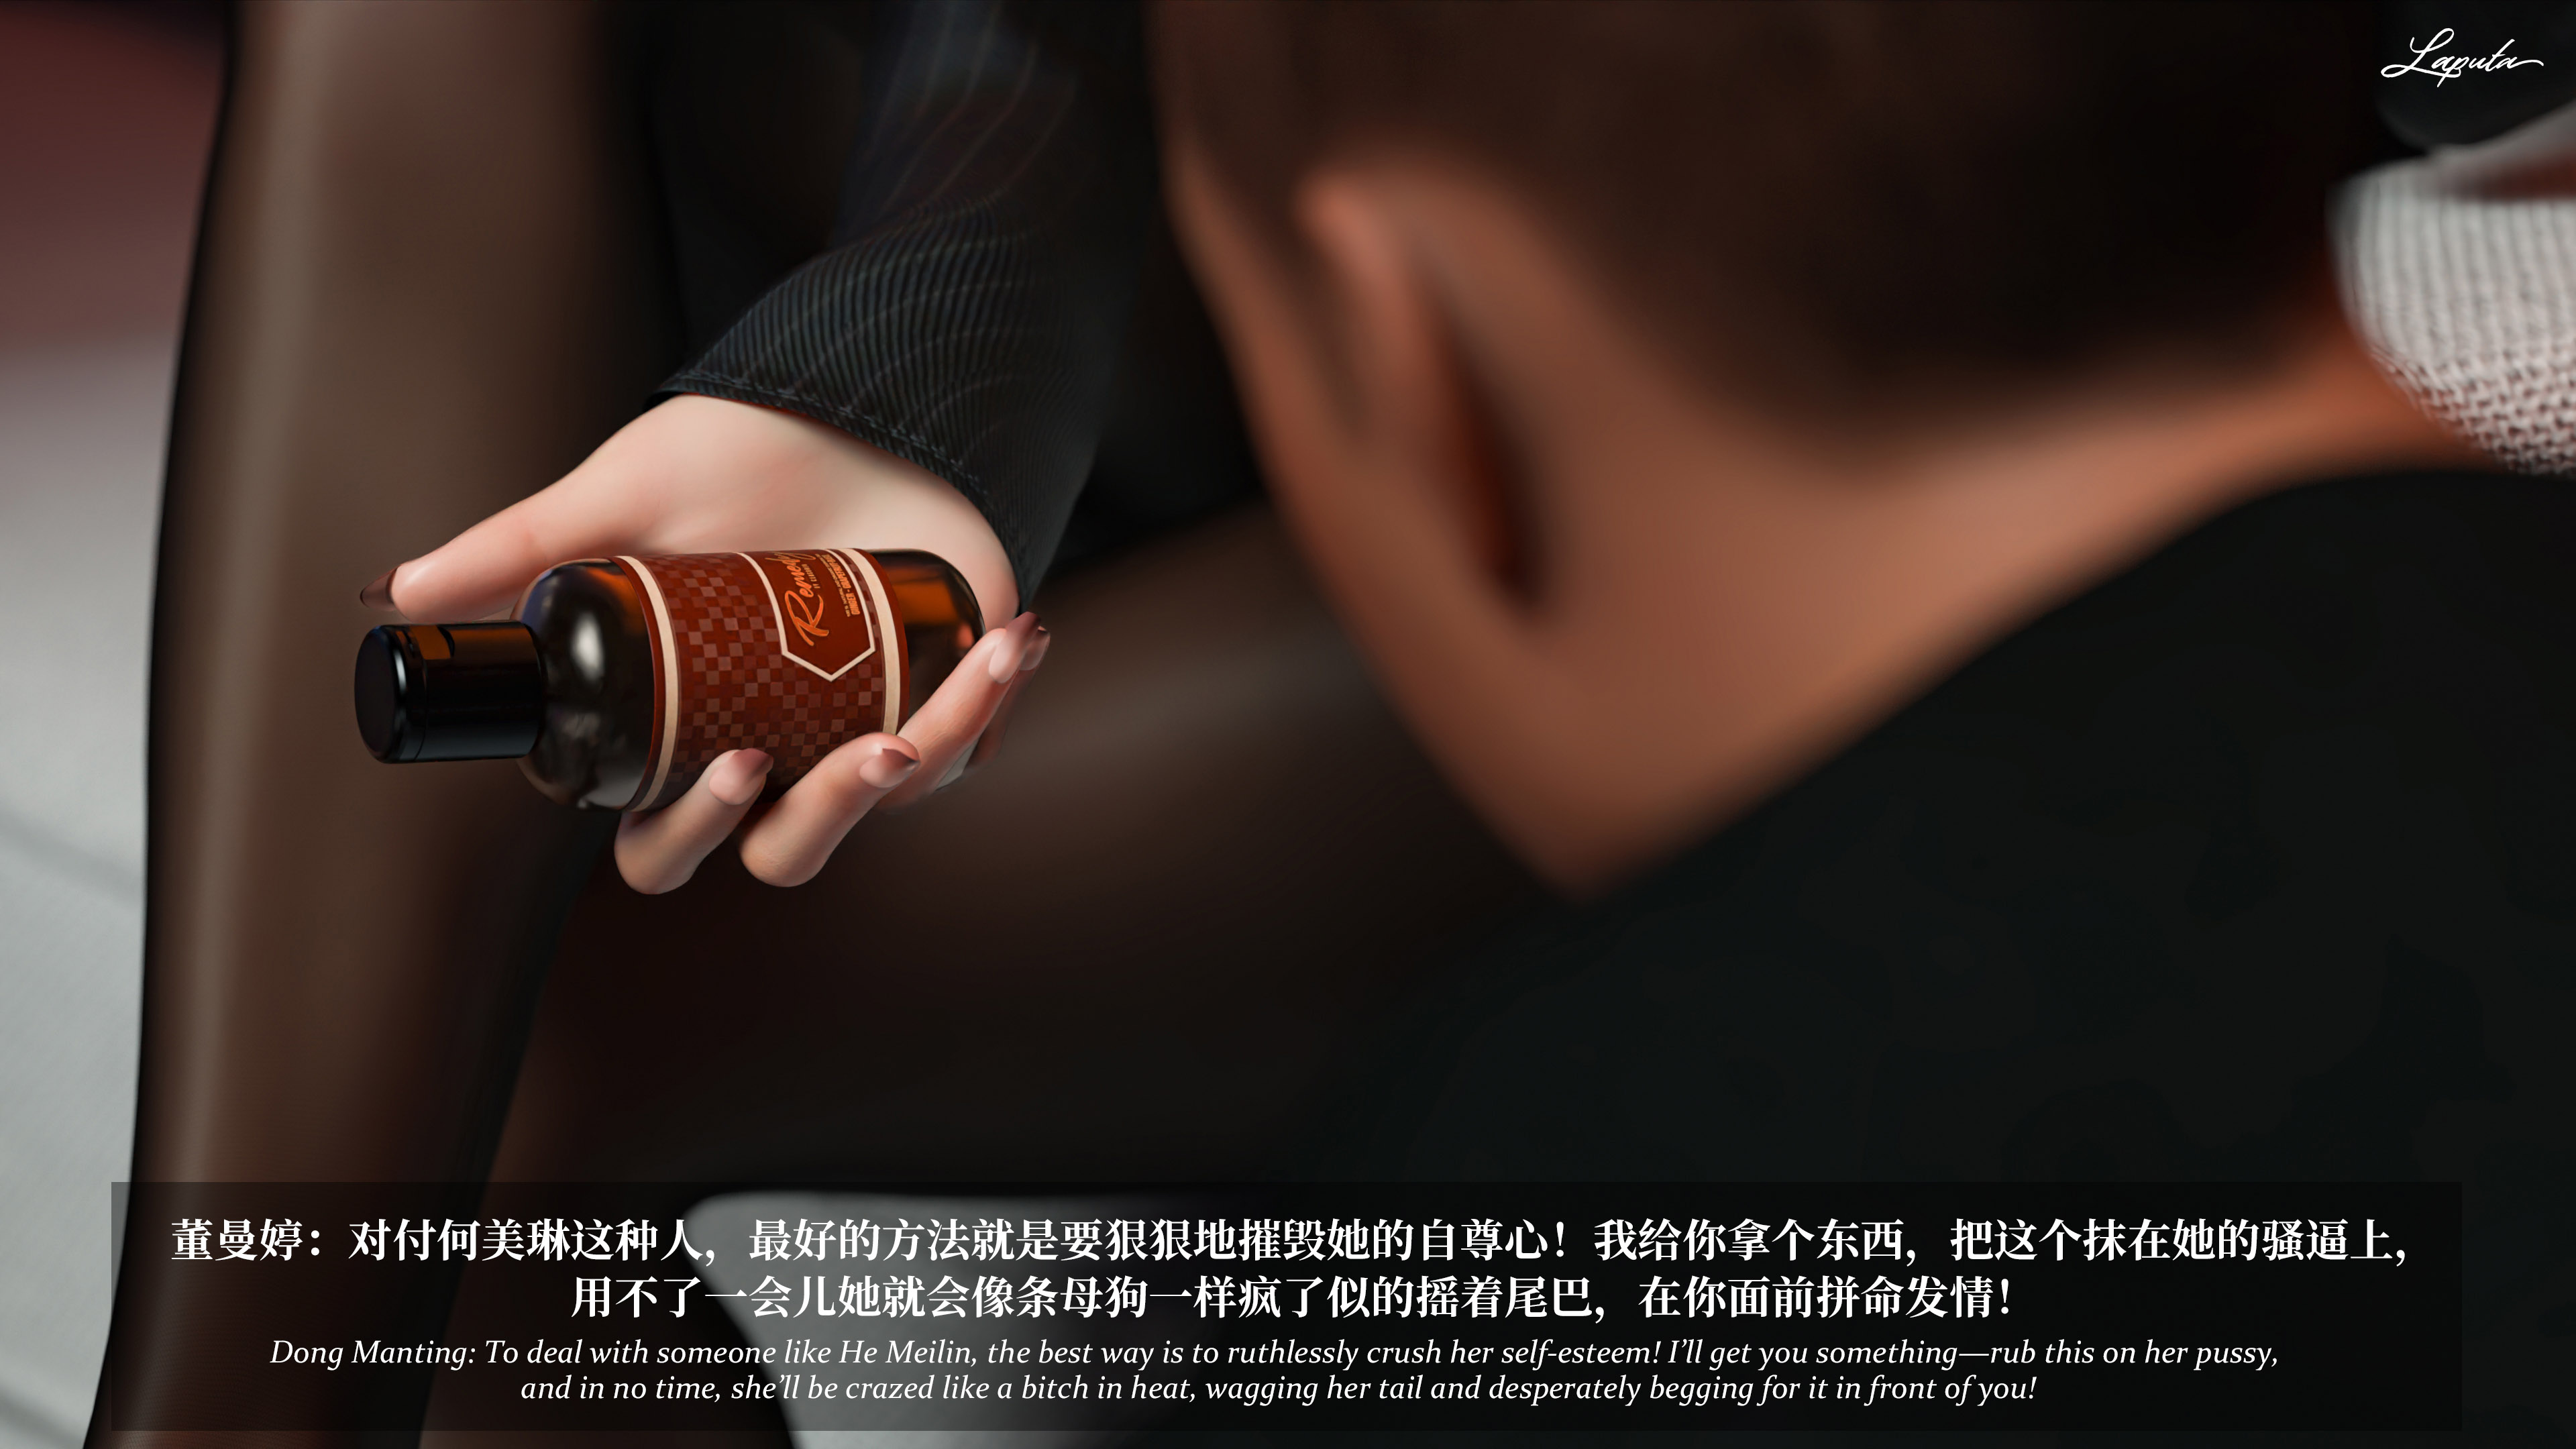 Laputa
Remedy
董曼婷：对付何美琳这种人，最好的方法就是要狠狠地摧毁她的自尊心！我给你拿个东西，把这个抹在她的骚逼上，
用不了一会儿她就会像条母狗一样疯了似的摇着尾巴，在你面前拼命发情！
Dong Manting: To deal with someone like He Meilin, the best way is to ruthlessly crush her self-esteem! I’ll get you something—rub this on her pussy,
and in no time, she’ll be crazed like a bitch in heat, wagging her tail and desperately begging for it in front of you!